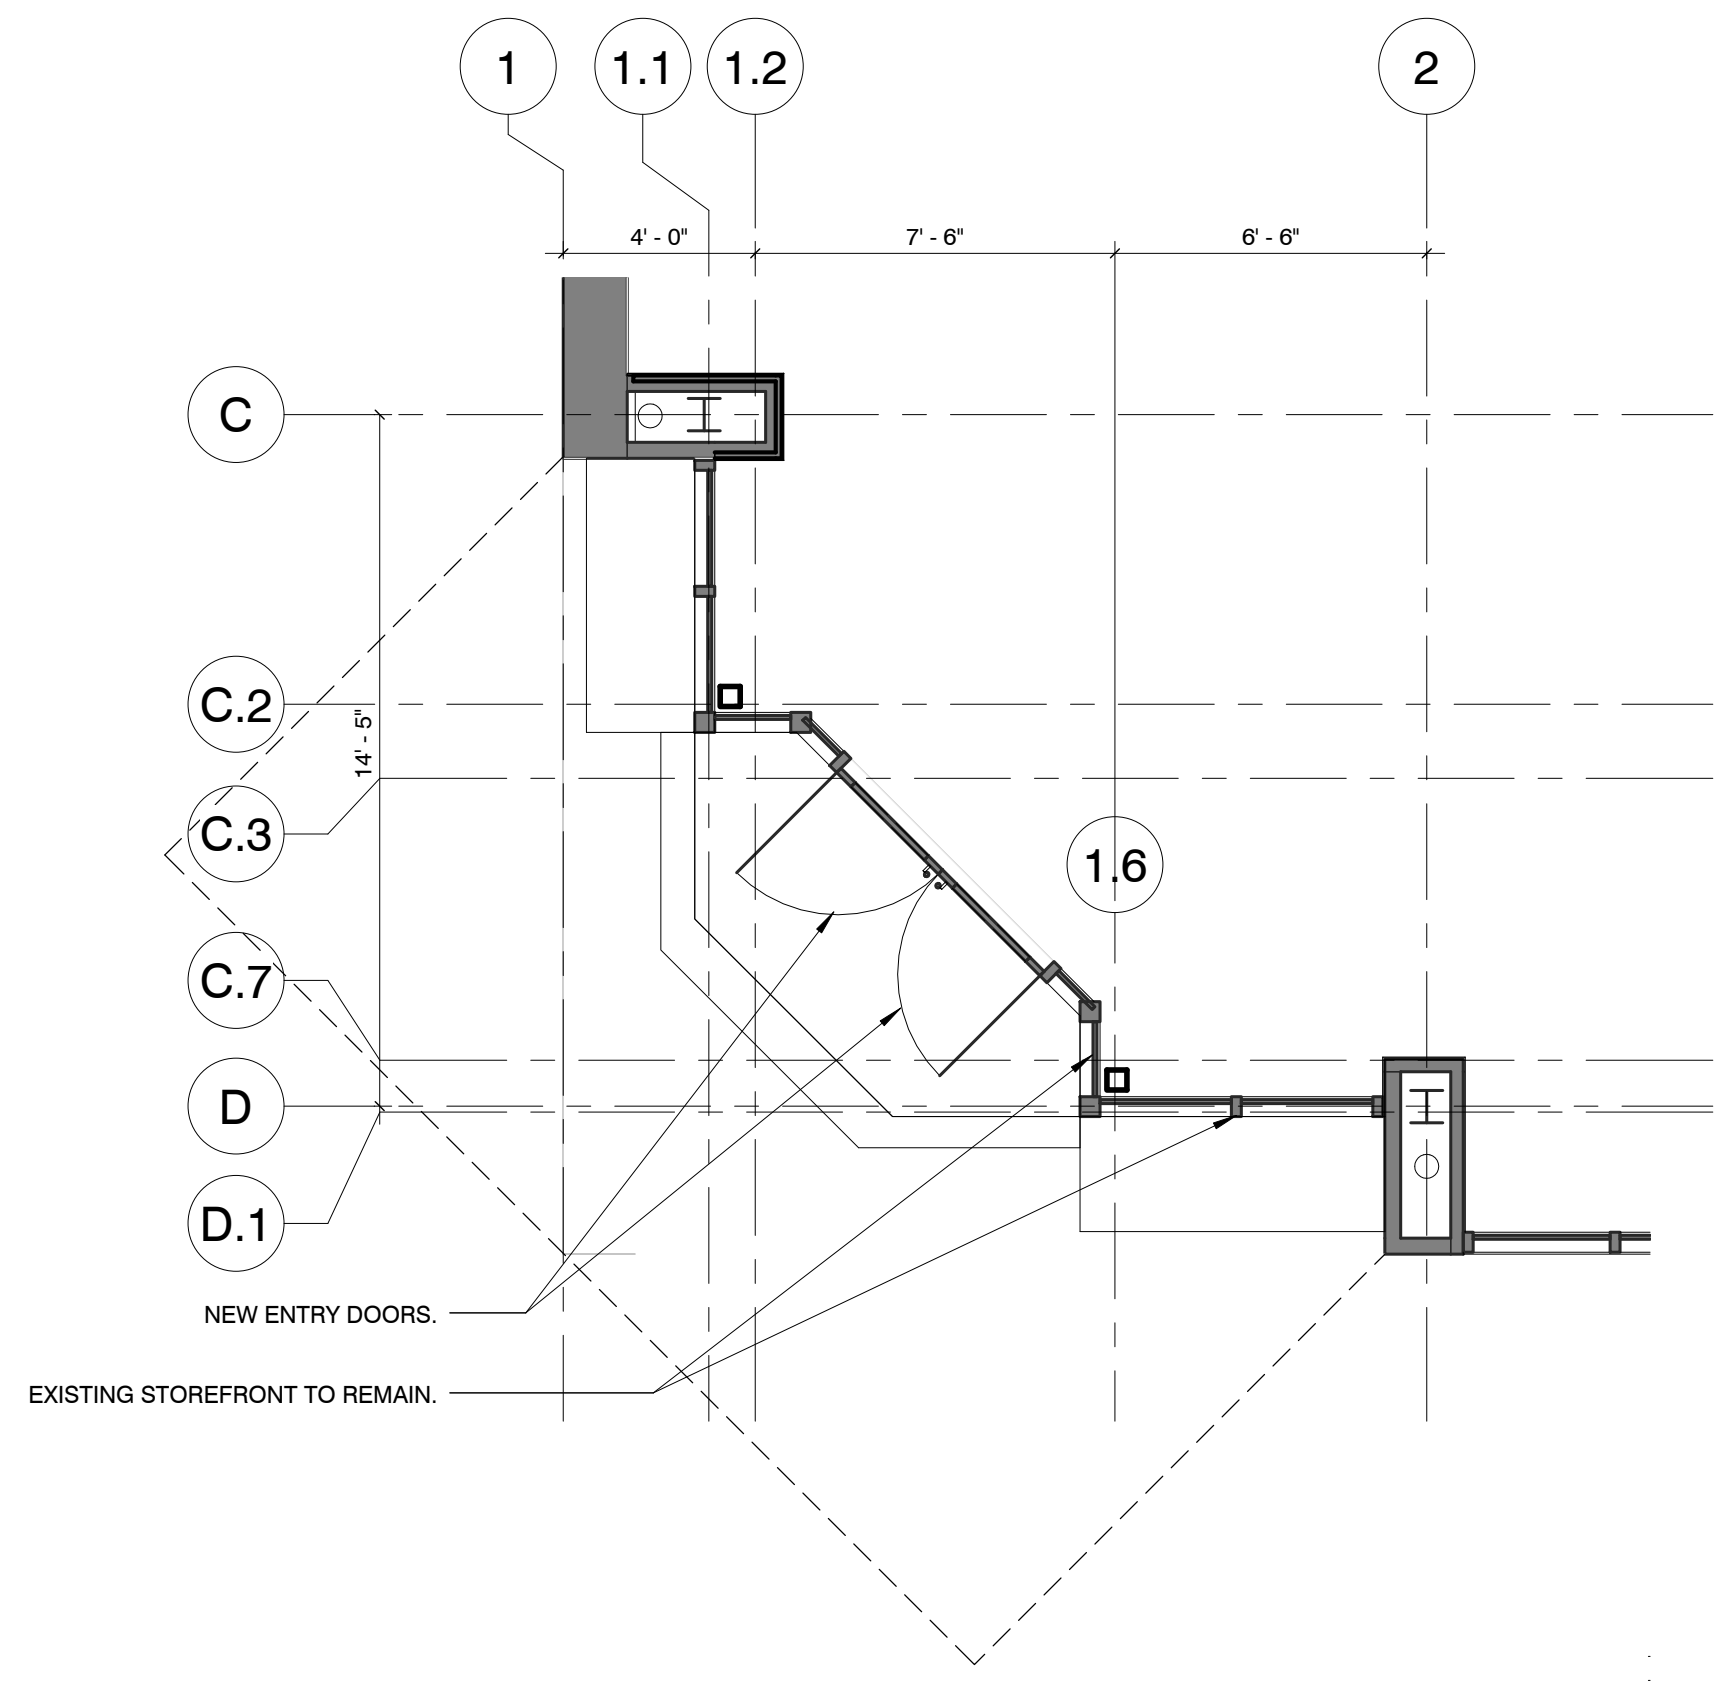 1 1.1 1.2 2
4' - 0" 7' - 6" 6' - 6"
C
C.2
14' - 5"
C.3
1.6
C.7
D
D.1
NEW ENTRY DOORS.
EXISTING STOREFRONT TO REMAIN.